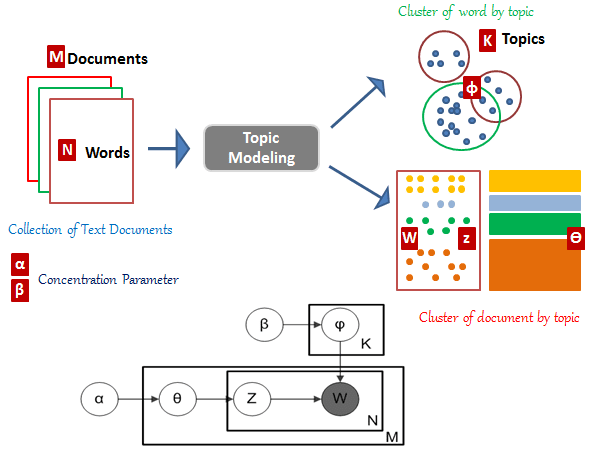 Cluster of word by topic
M Documents
K Topics
ϕ
N Words
Topic
Modeling
W z Ɵ
Collection of Text Documents
α
β
Concentration Parameter
Cluster of document by topic
β φ
K
α θ Z W
N
M